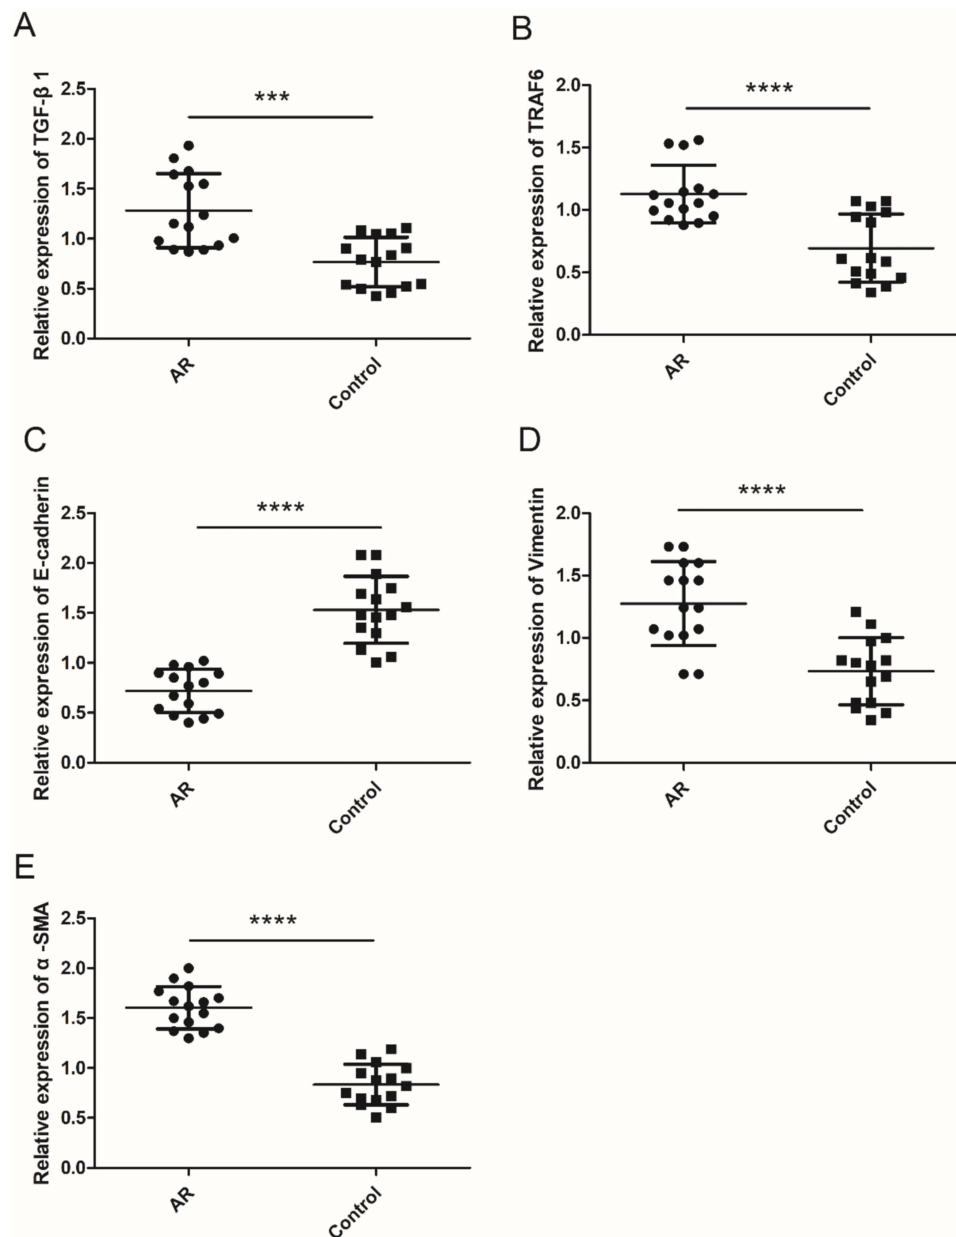 A
Relative expression of TGF-β 1
2.5
2.0
1.5
1.0
0.5
0.0
***
AR
Control
B
Relative expression of TRAF6
2.0
1.5
1.0
0.5
0.0
****
AR
Control
C
Relative expression of E-cadherin
2.5
2.0
1.5
1.0
0.5
0.0
****
AR
Control
D
Relative expression of Vimentin
2.0
1.5
1.0
0.5
0.0
****
AR
Control
E
Relative expression of α -SMA
2.5
2.0
1.5
1.0
0.5
0.0
****
AR
Control